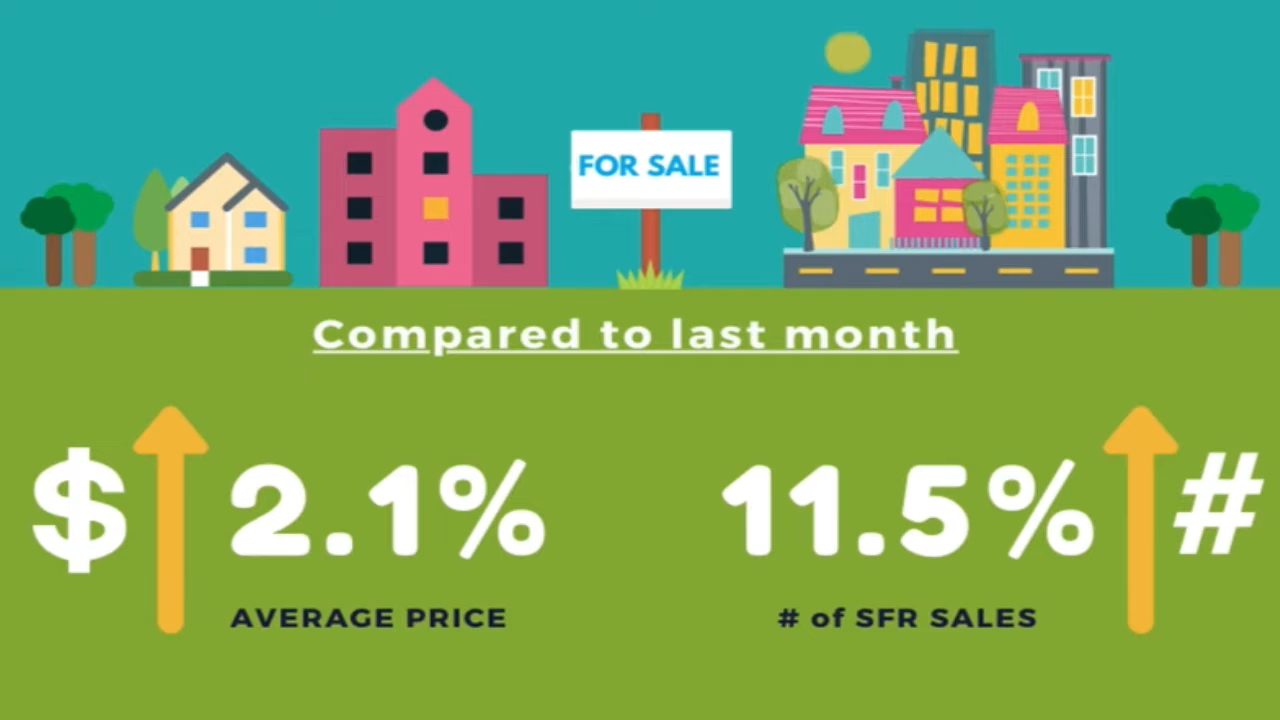 FOR SALE
Compared to last month
$ 2.1%
11.5% #
AVERAGE PRICE
# of SFR SALES